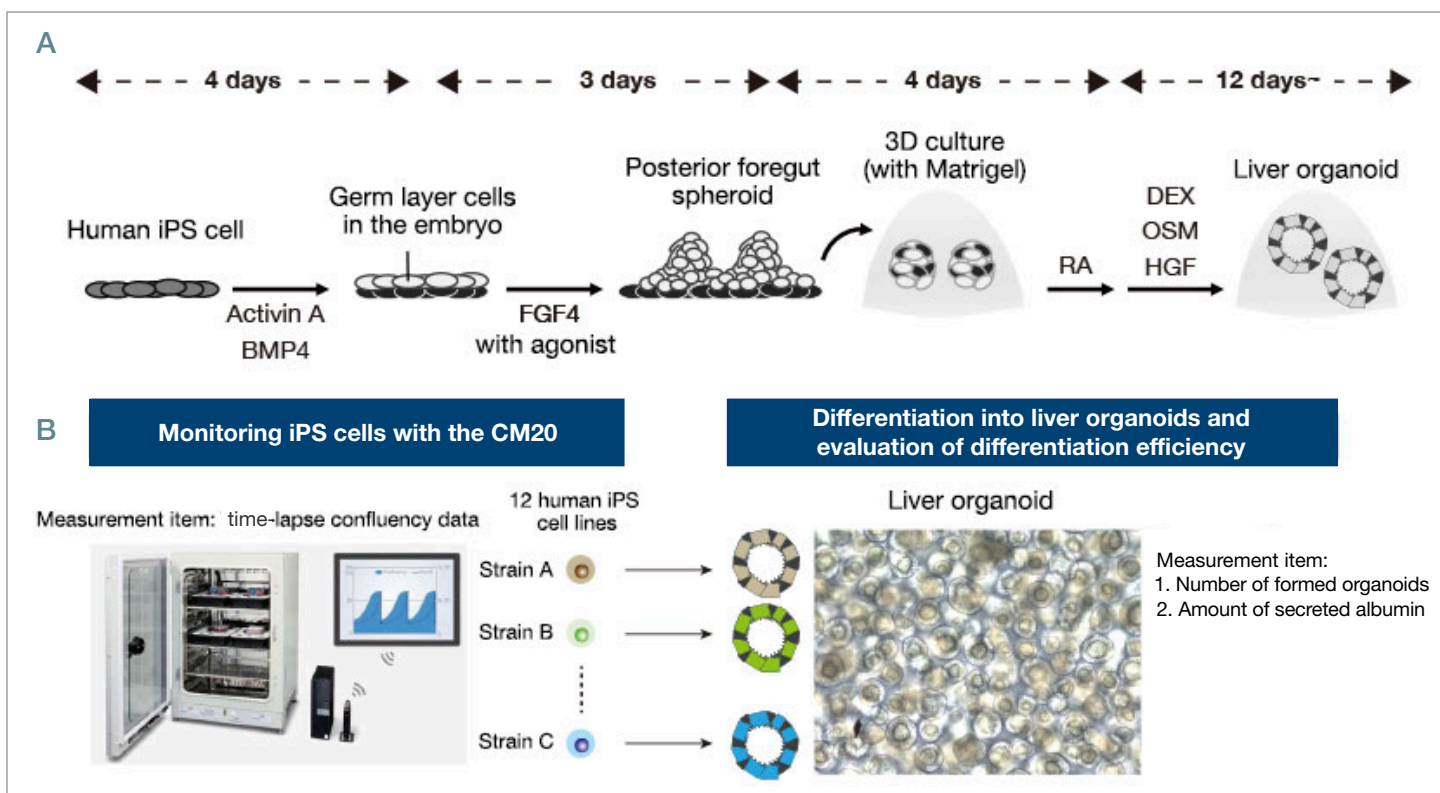 A
4 days
3 days
4 days
12 days~
Human iPS cell
Activin A
BMP4
Germ layer cells
in the embryo
FGF4
with agonist
Posterior foregut
spheroid
3D culture
(with Matrigel)
RA
DEX
OSM
HGF
Liver organoid
B
Monitoring iPS cells with the CM20
Differentiation into liver organoids and
evaluation of differentiation efficiency
Measurement item: time-lapse confluency data
12 human iPS
cell lines
Strain A
Strain B
Strain C
Liver organoid
Measurement item:
1. Number of formed organoids
2. Amount of secreted albumin